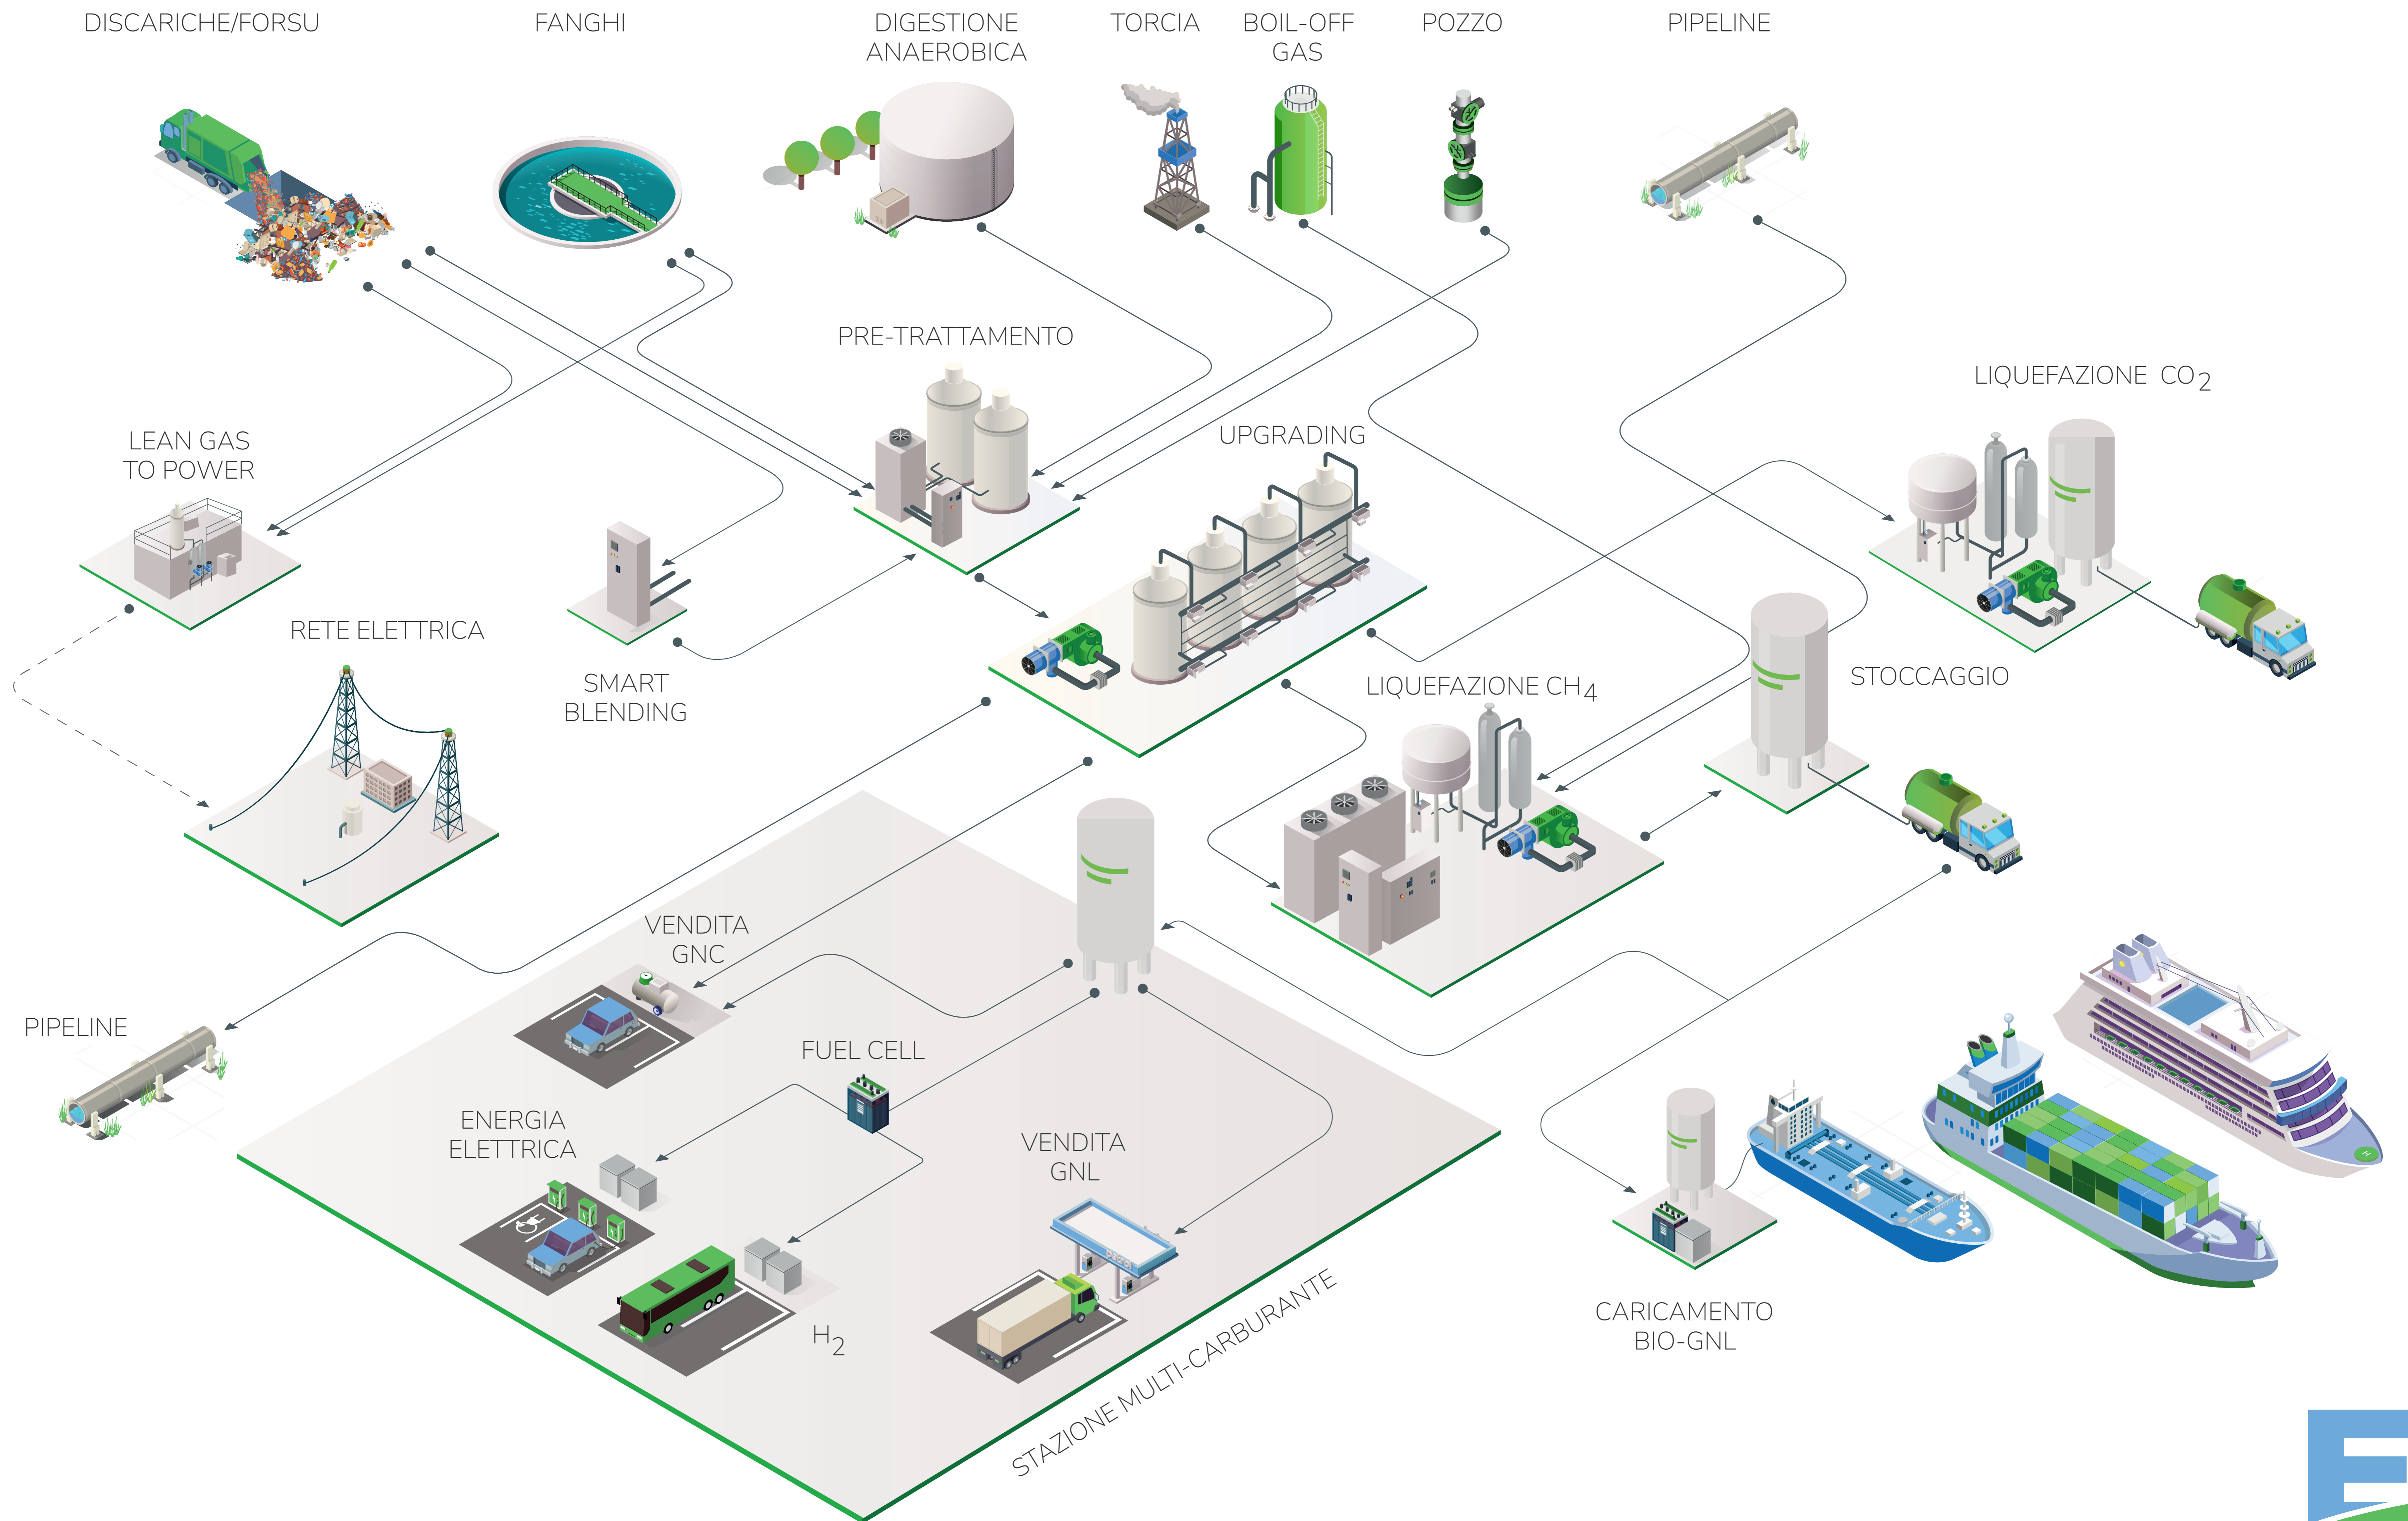 DISCARICHE/FORSU
FANGHI
DIGESTIONE
ANAEROBICA
TORCIA
BOIL-OFF
GAS
POZZO
PIPELINE
PRE-TRATTAMENTO
LIQUEFAZIONE CO2
LEAN GAS
TO POWER
UPGRADING
RETE ELETTRICA
SMART
BLENDING
LIQUEFAZIONE CH4
STOCCAGGIO
VENDITA
GNC
PIPELINE
FUEL CELL
ENERGIA
ELETTRICA
VENDITA
GNL
H2
STAZIONE MULTI-CARBURANTE
CARICAMENTO
BIO-GNL
H
E